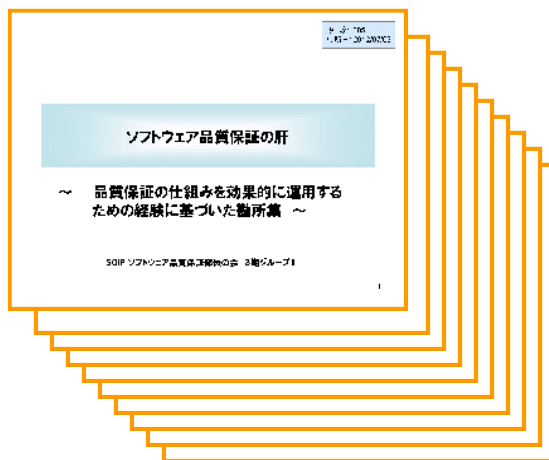 2012/07/03
ソフトウェア品質保証の肝
～ 品質保証の仕組みを効果的に運用する
ための経験に基づいた勘所集 ～
SQiP ソフトウェア品質保証部長の会 3期グループ1
1